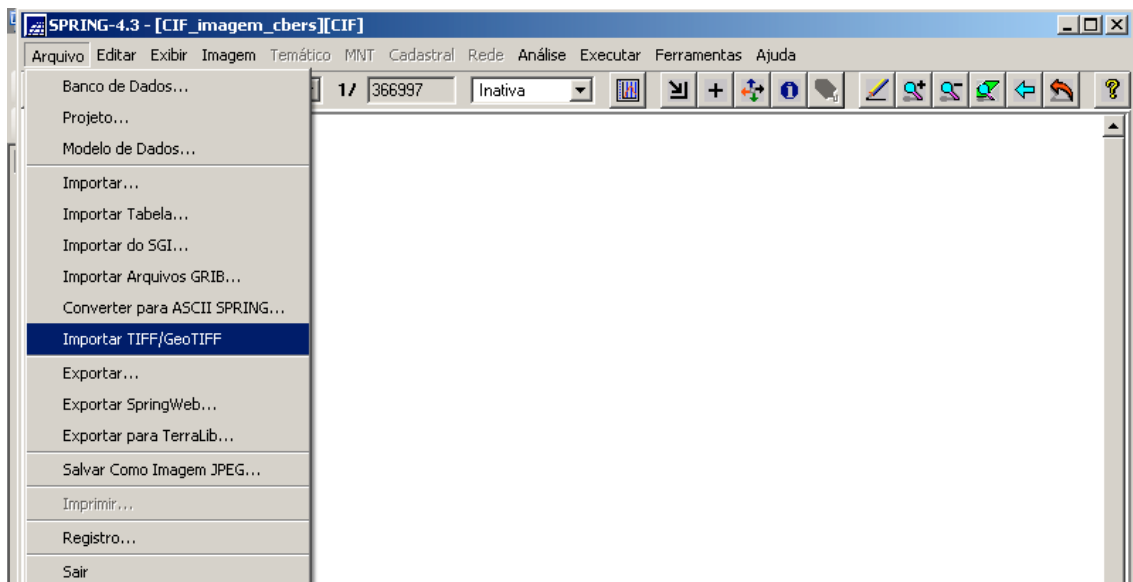 SPRING-4.3 - [CIF_imagem_cbers][CIF]
Arquivo Editar Exibir Imagem Temático MNT Cadastral Rede Análise Executar Ferramentas Ajuda
1/ 366997 Inativa
Banco de Dados...
Projeto...
Modelo de Dados...
Importar...
Importar Tabela...
Importar do SGI...
Importar Arquivos GRIB...
Converter para ASCII SPRING...
Importar TIFF/GeoTIFF
Exportar...
Exportar SpringWeb...
Exportar para TerraLib...
Salvar Como Imagem JPEG...
Imprimir...
Registro...
Sair